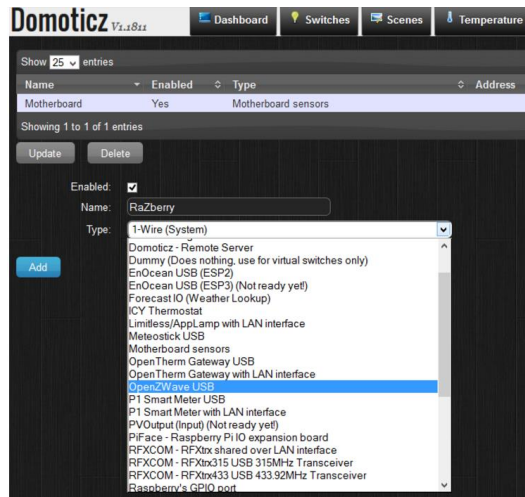 Domoticz V1.1811
Dashboard Switches Scenes Temperature
Show 25 entries
Name Enabled Type Address
Motherboard Yes Motherboard sensors
Showing 1 to 1 of 1 entries
Update Delete
Enabled:
Name: RaZberry
Type: 1-Wire (System)
Domoticz - Remote Server
Add
Dummy (Does nothing, use for virtual switches only)
EnOcean USB (ESP2)
EnOcean USB (ESP3) (Not ready yet!)
Forecast IO (Weather Lookup)
ICY Thermostat
Limitless/AppLamp with LAN interface
Meteostick USB
Motherboard sensors
OpenTherm Gateway USB
OpenTherm Gateway with LAN interface
OpenZWave USB
P1 Smart Meter USB
P1 Smart Meter with LAN interface
PVOutput (Input) (Not ready yet!)
PiFace - Raspberry Pi IO expansion board
RFXCOM - RFXtrx shared over LAN interface
RFXCOM - RFXtrx315 USB 315MHz Transceiver
RFXCOM - RFXtrx433 USB 433.92MHz Transceiver
Raspberry's GPIO port